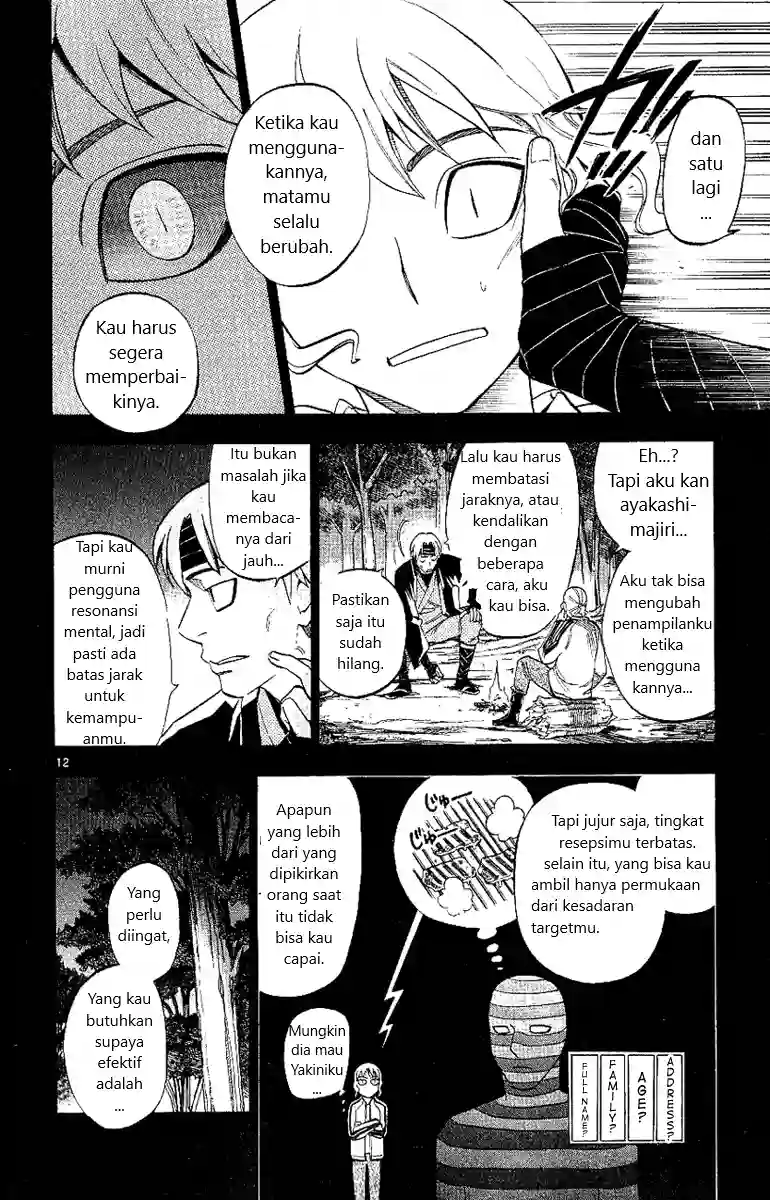 dan
satu
lagi
...
Ketika kau
mengguna-
kannya,
matamu
selalu
berubah.
Kau harus
segera
memperbai-
kinya.
Eh...?
Tapi aku kan
ayakashi-
majiri...
Aku tak bisa
mengubah
penampilanku
ketika
mengguna
kannya...
Lalu kau harus
membatasi
jaraknya, atau
kendalikan
dengan
beberapa
cara, aku
kau bisa.
Pastikan
saja itu
sudah
hilang.
Itu bukan
masalah jika
kau
membaca-
nya dari
jauh...
Tapi kau
murni
pengguna
resonansi
mental, jadi
pasti ada
batas jarak
untuk
kemampu-
anmu.
12
Tapi jujur saja, tingkat
resepsimu terbatas.
selain itu, yang bisa kau
ambil hanya permukaan
dari kesadaran
targetmu.
じゅー
じゅー
ADDRESS?
AGE?
FAMILY?
FULL NAME?
Apapun
yang lebih
dari yang
dipikirkan
orang saat
itu tidak
bisa kau
capai.
Mungkin
dia mau
Yakiniku
...
Yang
perlu
diingat,
Yang kau
butuhkan
supaya
efektif
adalah
...